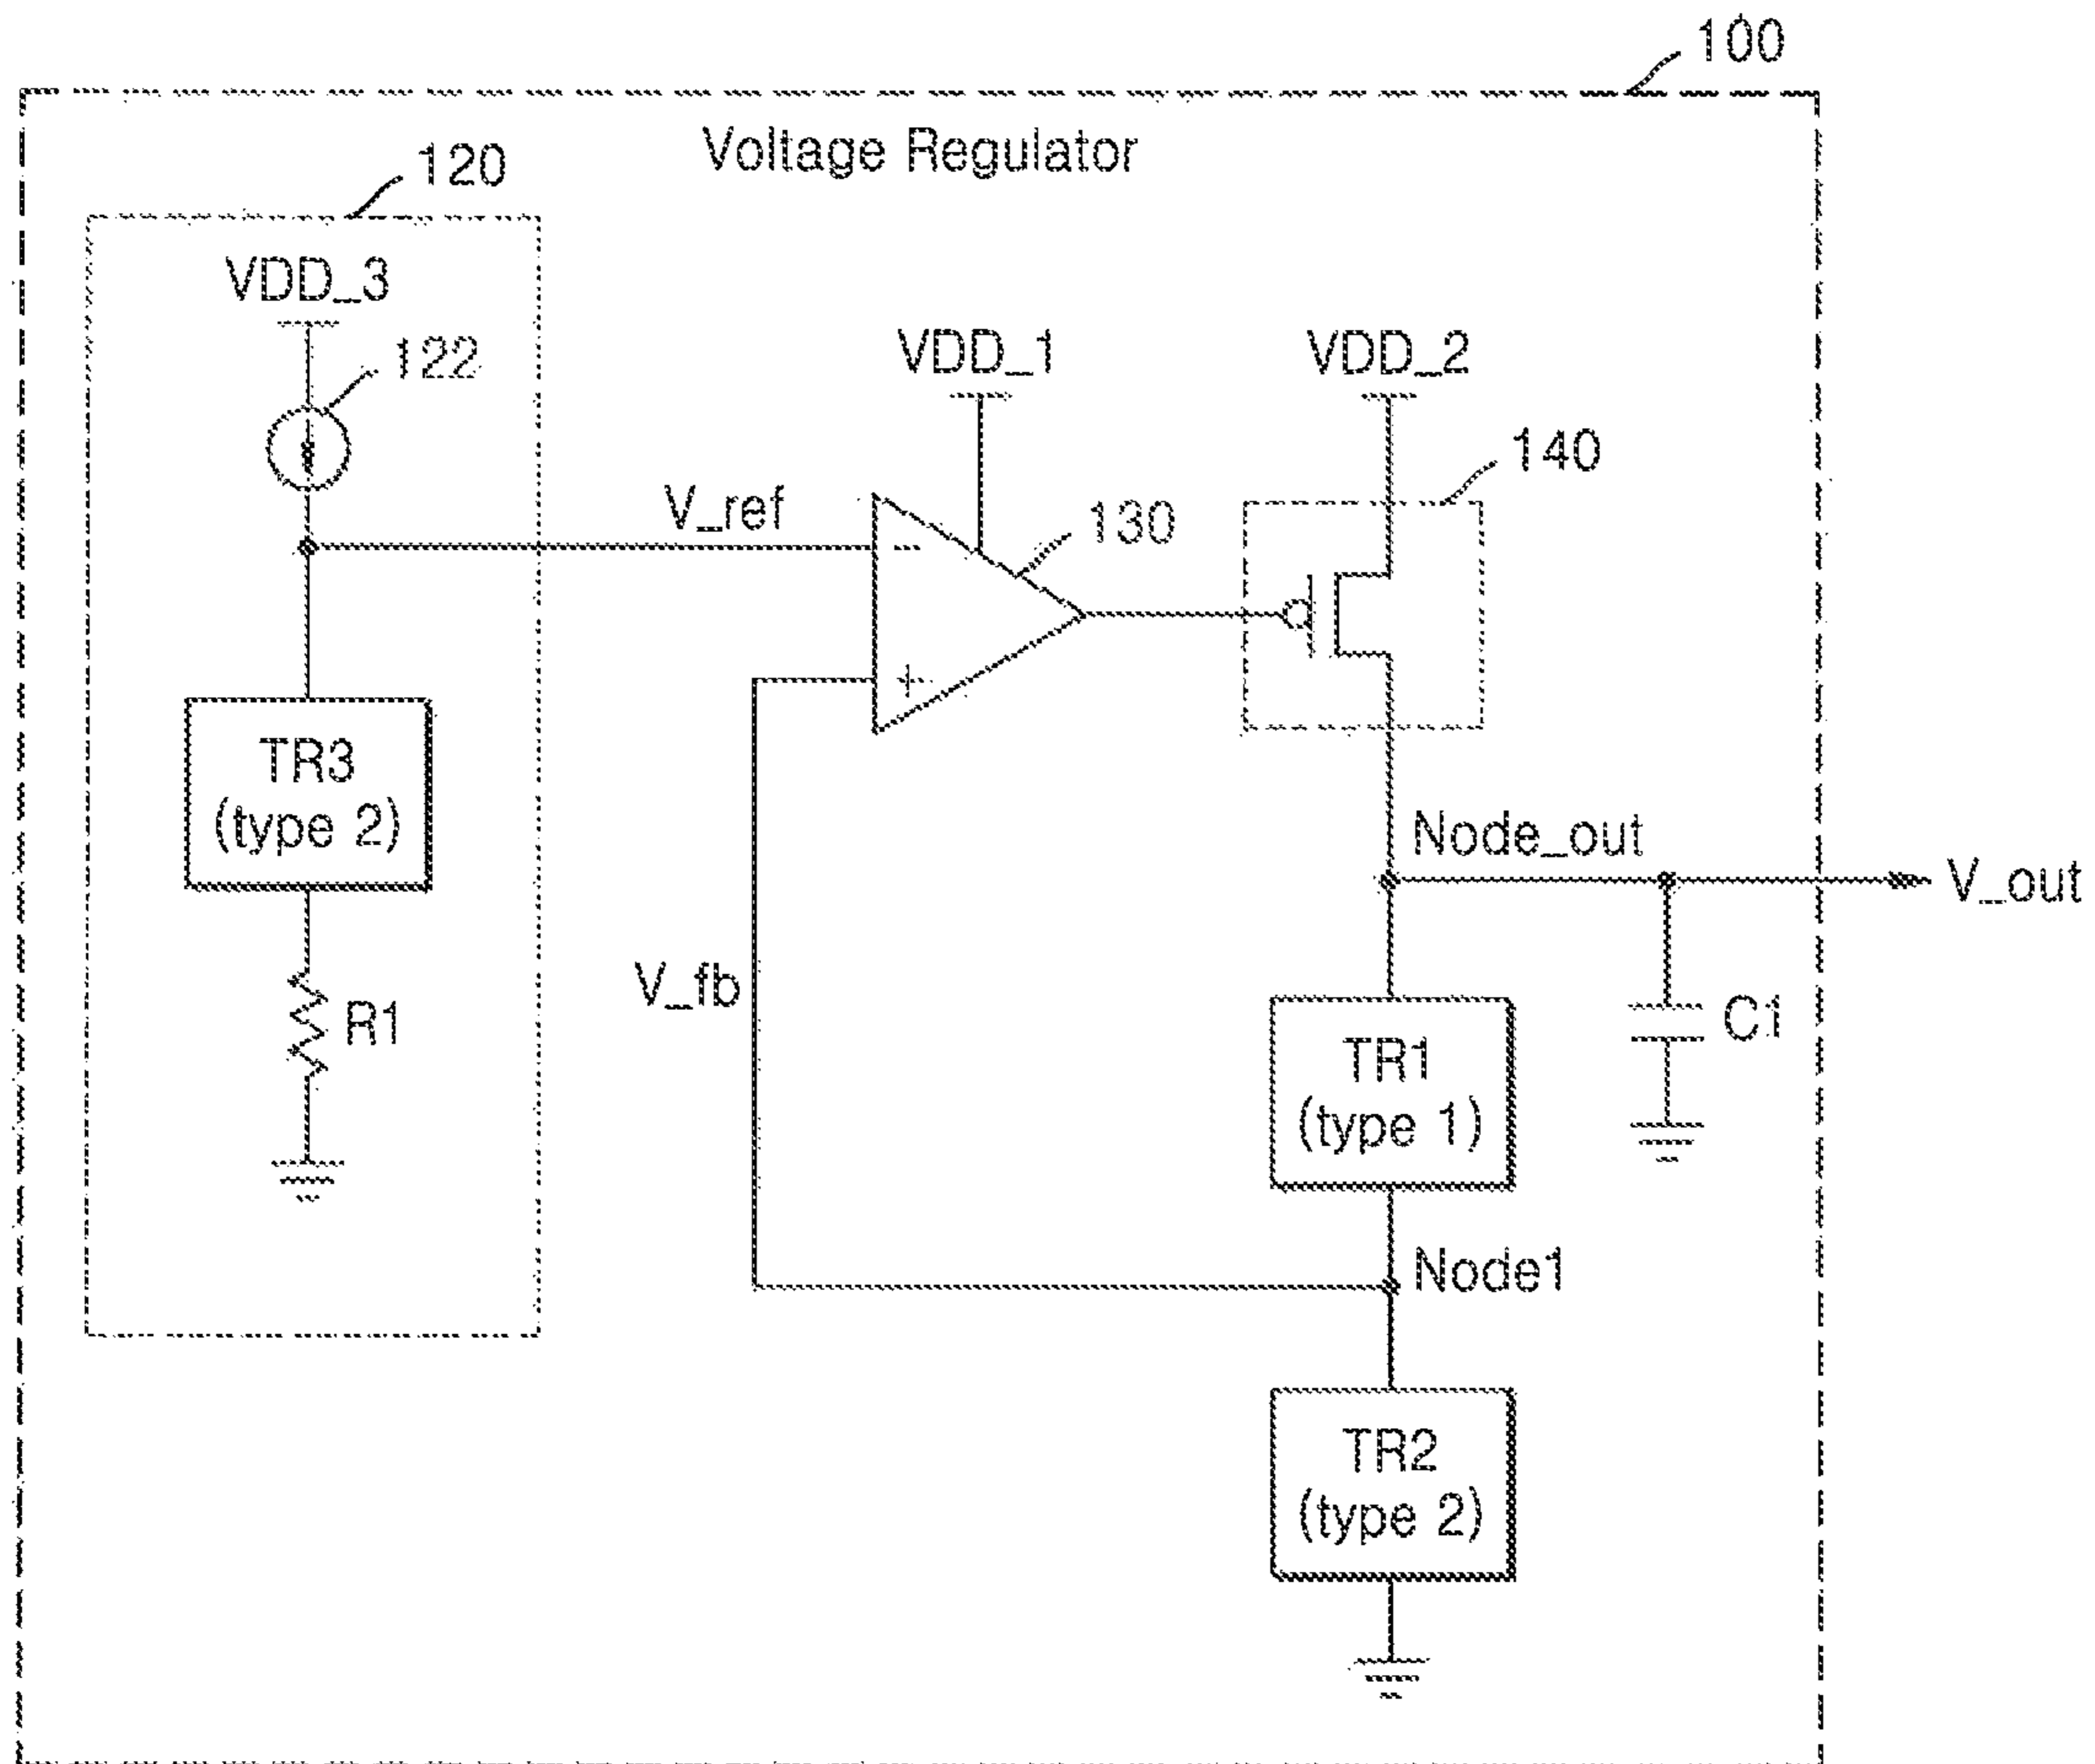 100
Voltage Regulator
120
VDD_3
122
VDD_1
VDD_2
140
V_ref
130
−
+
TR3
(type 2)
Node_out
V_out
V_fb
R1
TR1
(type 1)
C1
Node1
TR2
(type 2)